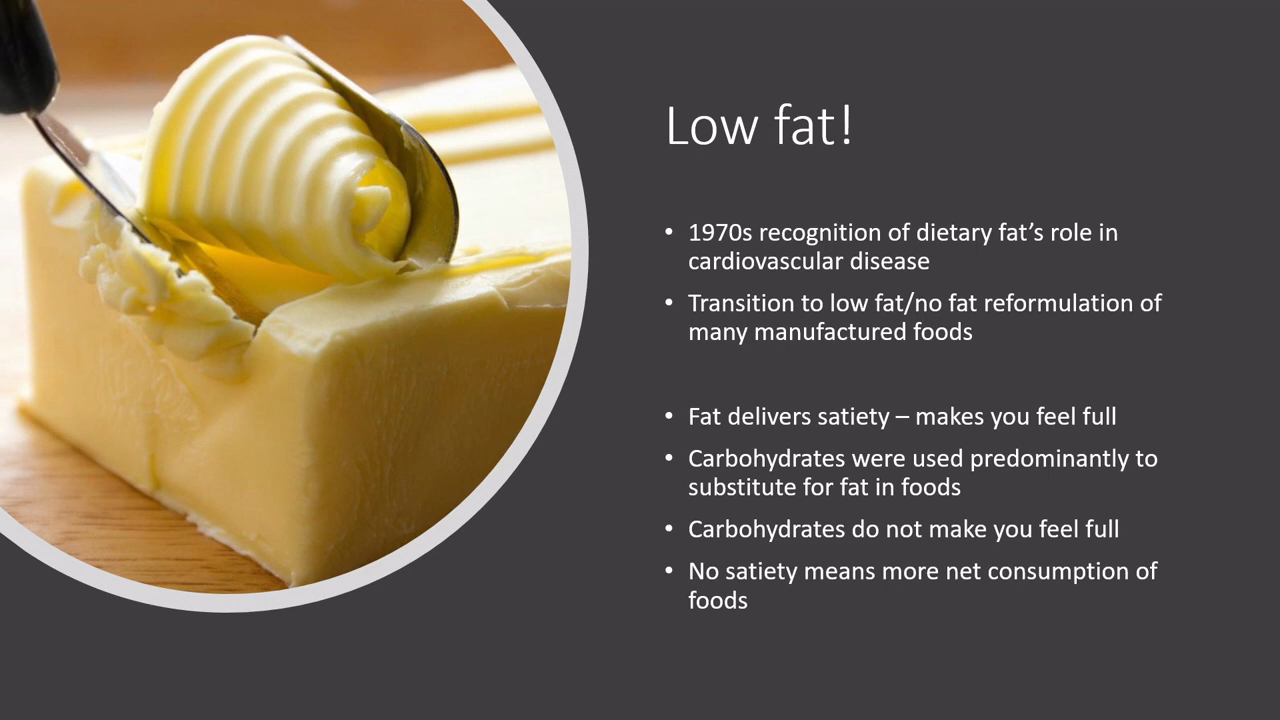 Low fat!
• 1970s recognition of dietary fat’s role in
cardiovascular disease
• Transition to low fat/no fat reformulation of
many manufactured foods
• Fat delivers satiety – makes you feel full
• Carbohydrates were used predominantly to
substitute for fat in foods
• Carbohydrates do not make you feel full
• No satiety means more net consumption of
foods